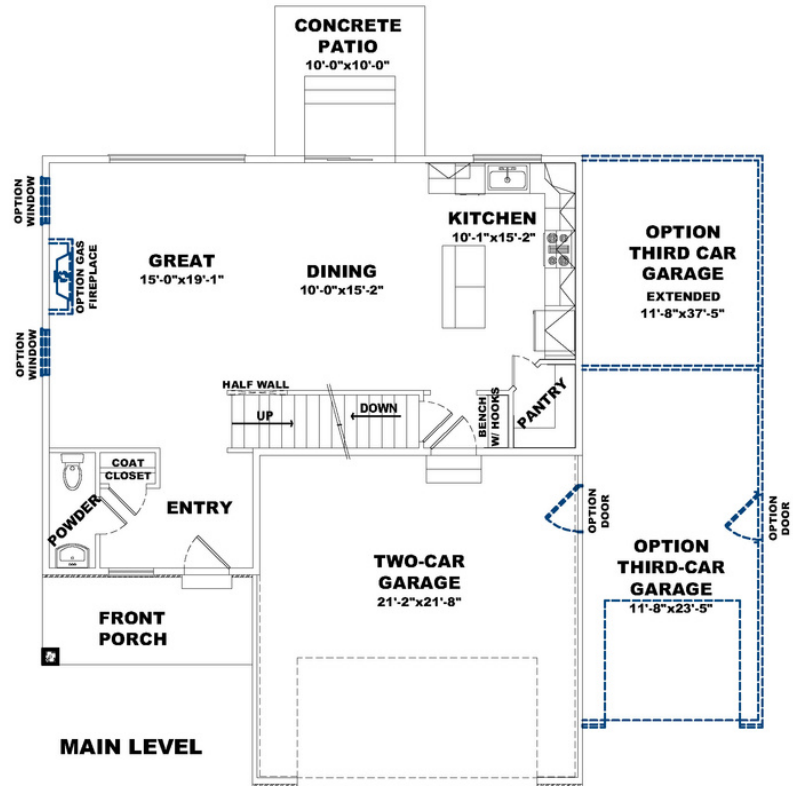 CONCRETE
PATIO
10'-0"x10'-0"
OPTION
WINDOW
OPTION GAS
FIREPLACE
OPTION
WINDOW
GREAT
15'-0"x19'-1"
DINING
10'-0"x15'-2"
KITCHEN
10'-1"x15'-2"
OPTION
THIRD CAR
GARAGE
EXTENDED
11'-8"x37'-5"
HALF WALL
UP
DOWN
BENCH
W/ HOOKS
PANTRY
COAT
CLOSET
POWDER
ENTRY
TWO-CAR
GARAGE
21'-2"x21'-8"
OPTION
DOOR
OPTION
DOOR
OPTION
THIRD-CAR
GARAGE
11'-8"x23'-5"
FRONT
PORCH
MAIN LEVEL